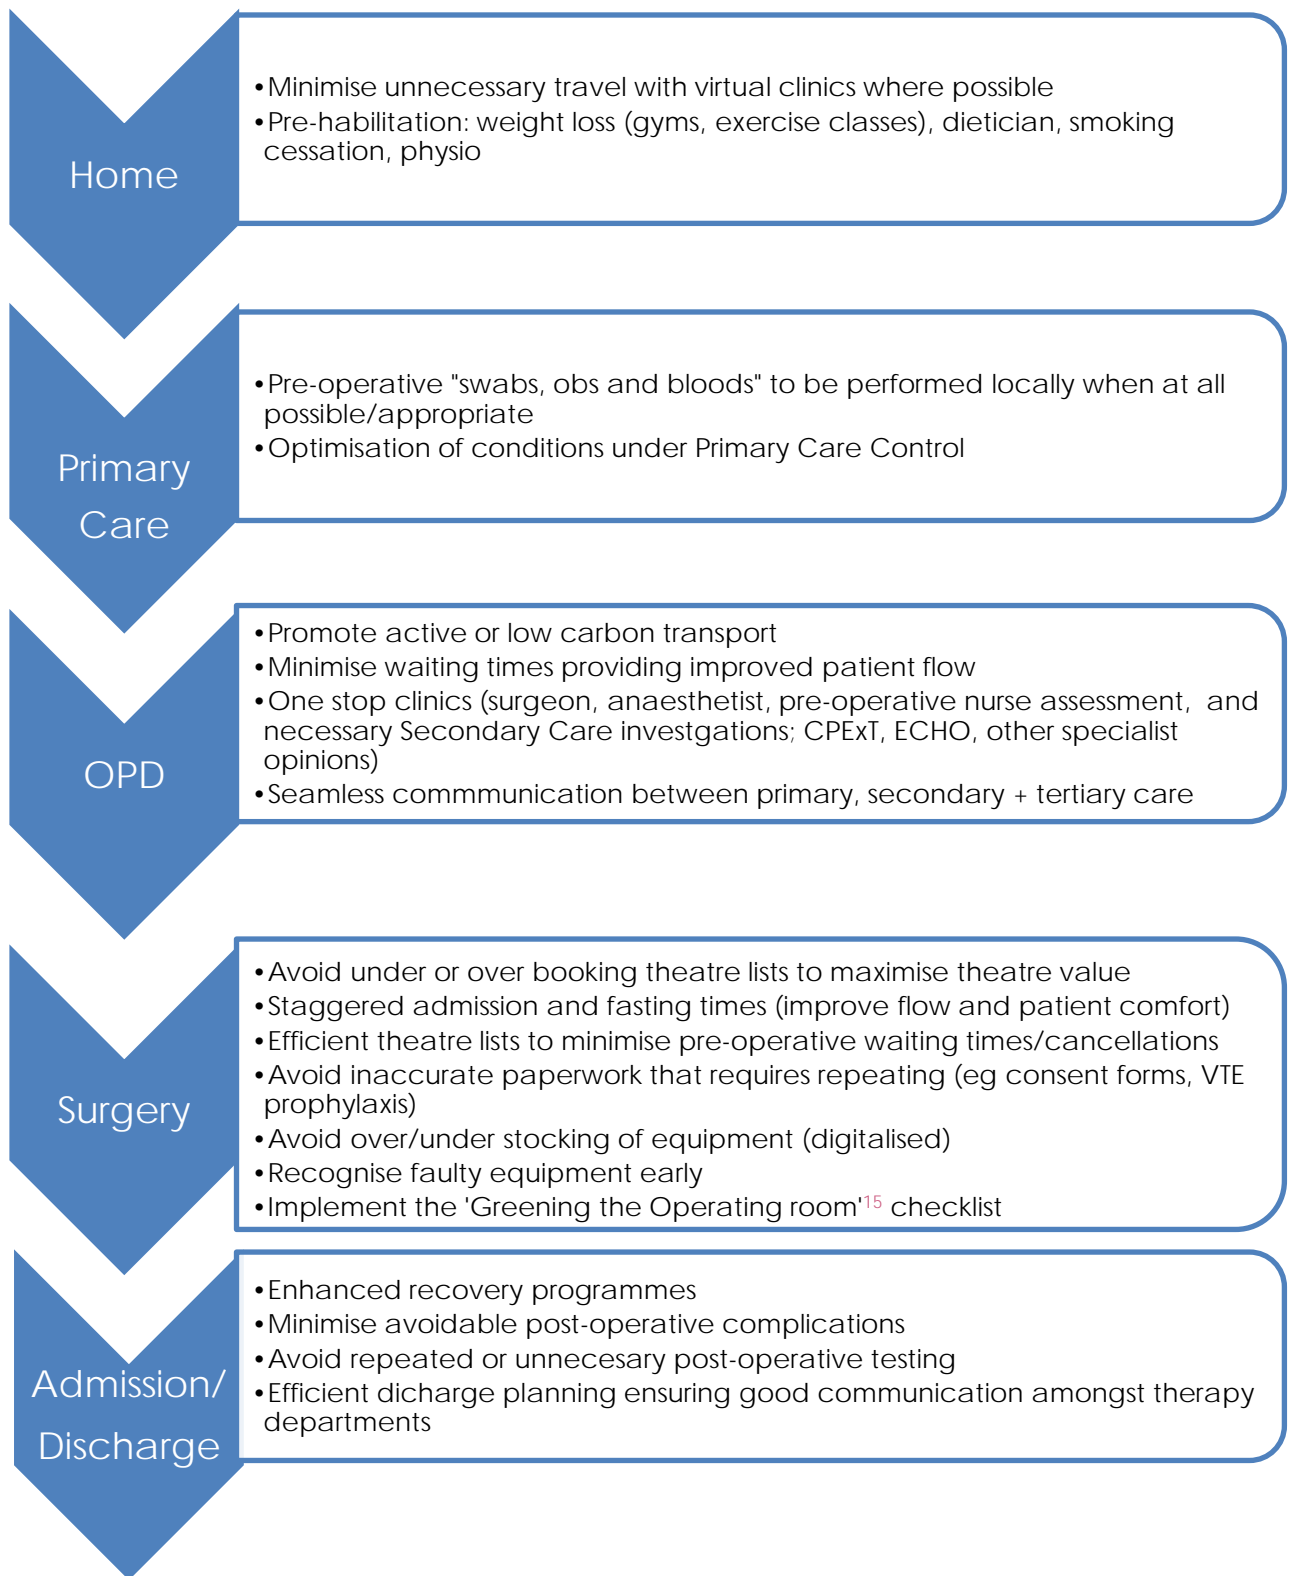 Home
•Minimise unnecessary travel with virtual clinics where possible
•Pre-habilitation: weight loss (gyms, exercise classes), dietician, smoking
cessation, physio
Primary
Care
•Pre-operative "swabs, obs and bloods" to be performed locally when at all
possible/appropriate
•Optimisation of conditions under Primary Care Control
OPD
•Promote active or low carbon transport
•Minimise waiting times providing improved patient flow
•One stop clinics (surgeon, anaesthetist, pre-operative nurse assessment, and
necessary Secondary Care investgations; CPExT, ECHO, other specialist
opinions)
•Seamless commmunication between primary, secondary + tertiary care
Surgery
•Avoid under or over booking theatre lists to maximise theatre value
•Staggered admission and fasting times (improve flow and patient comfort)
•Efficient theatre lists to minimise pre-operative waiting times/cancellations
•Avoid inaccurate paperwork that requires repeating (eg consent forms, VTE
prophylaxis)
•Avoid over/under stocking of equipment (digitalised)
•Recognise faulty equipment early
•Implement the 'Greening the Operating room'15 checklist
Admission/
Discharge
•Enhanced recovery programmes
•Minimise avoidable post-operative complications
•Avoid repeated or unnecesary post-operative testing
•Efficient dicharge planning ensuring good communication amongst therapy
departments